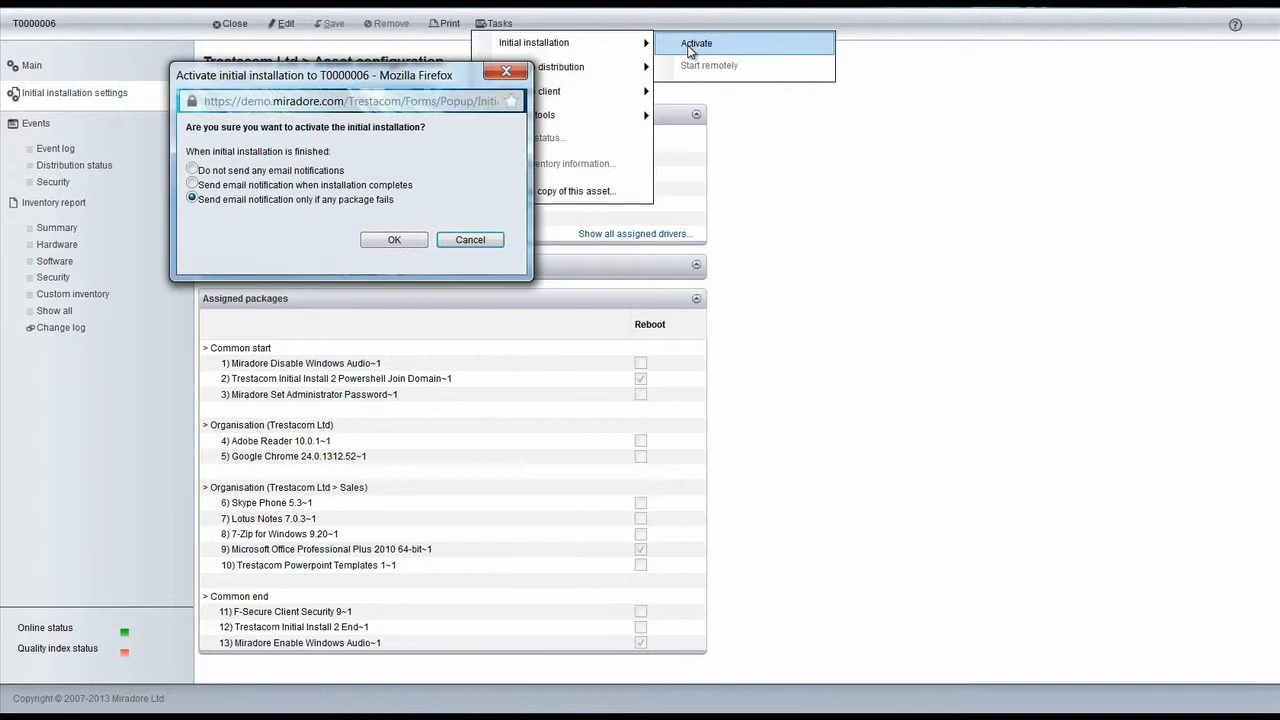 T0000006
Close
Edit
Save
Remove
Print
Tasks
Initial installation
Activate
distribution
Start remotely
client
tools
status...
ventory information...
copy of this asset...
Activate initial installation to T0000006 - Mozilla Firefox
https://demo.miradore.com/Trestacom/Forms/Popup/Initi
Are you sure you want to activate the initial installation?
When initial installation is finished:
Do not send any email notifications
Send email notification when installation completes
Send email notification only if any package fails
OK
Cancel
Main
Initial installation settings
Events
Event log
Distribution status
Security
Inventory report
Summary
Hardware
Software
Security
Custom inventory
Show all
Change log
Show all assigned drivers...
Assigned packages
Reboot
> Common start
1) Miradore Disable Windows Audio~1
2) Trestacom Initial Install 2 Powershell Join Domain~1
3) Miradore Set Administrator Password~1
> Organisation (Trestacom Ltd)
4) Adobe Reader 10.0.1~1
5) Google Chrome 24.0.1312.52~1
> Organisation (Trestacom Ltd > Sales)
6) Skype Phone 5.3~1
7) Lotus Notes 7.0.3~1
8) 7-Zip for Windows 9.20~1
9) Microsoft Office Professional Plus 2010 64-bit~1
10) Trestacom Powerpoint Templates 1~1
> Common end
11) F-Secure Client Security 9~1
12) Trestacom Initial Install 2 End~1
13) Miradore Enable Windows Audio~1
Online status
Quality index status
Copyright © 2007-2013 Miradore Ltd